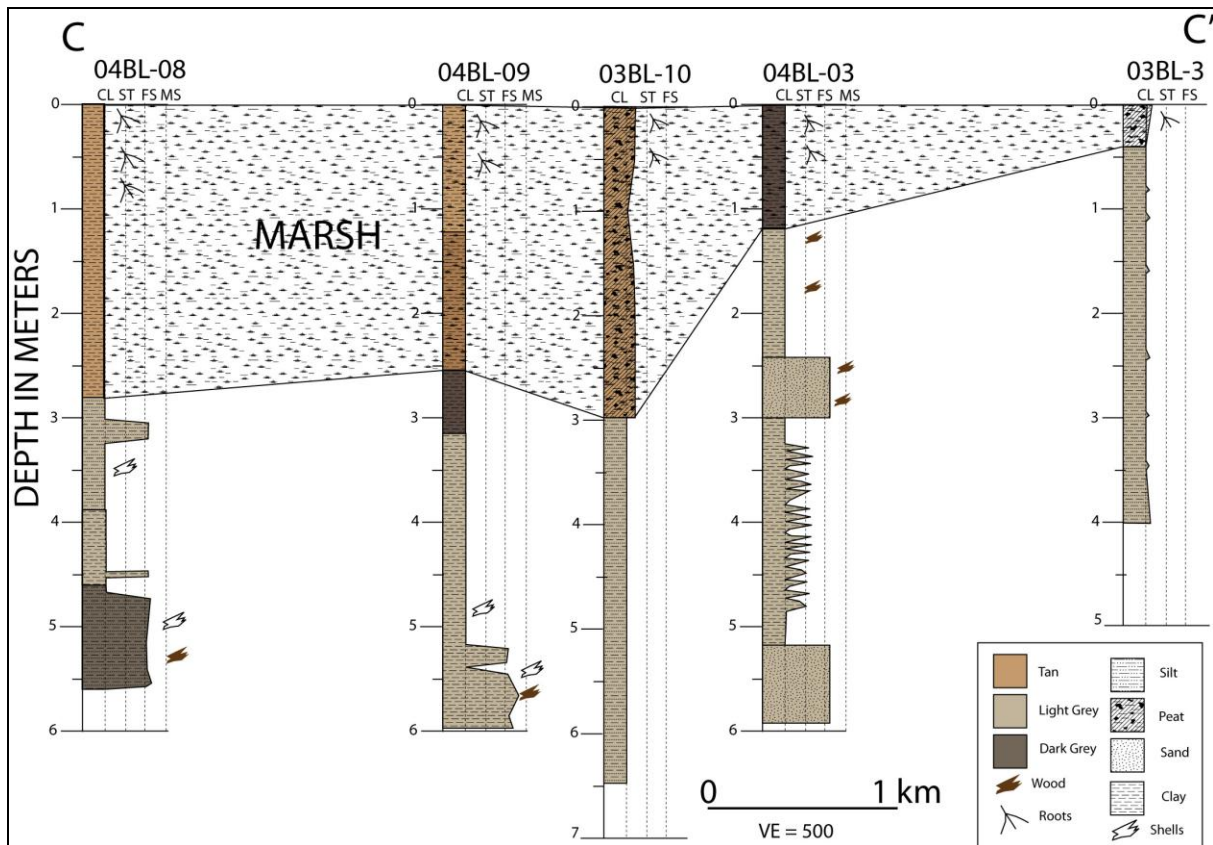 C
C'
04BL-08
04BL-09
03BL-10
04BL-03
03BL-3
CL ST FS MS
CL ST FS MS
CL ST FS
CL ST FS MS
CL ST FS
DEPTH IN METERS
0
1
2
3
4
5
6
0
1
2
3
4
5
6
0
1
2
3
4
5
6
7
0
1
2
3
4
5
6
0
1
2
3
4
5
MARSH
0 1 km
VE = 500
Tan
Light Grey
Dark Grey
Wood
Roots
Silt
Peat
Sand
Clay
Shells